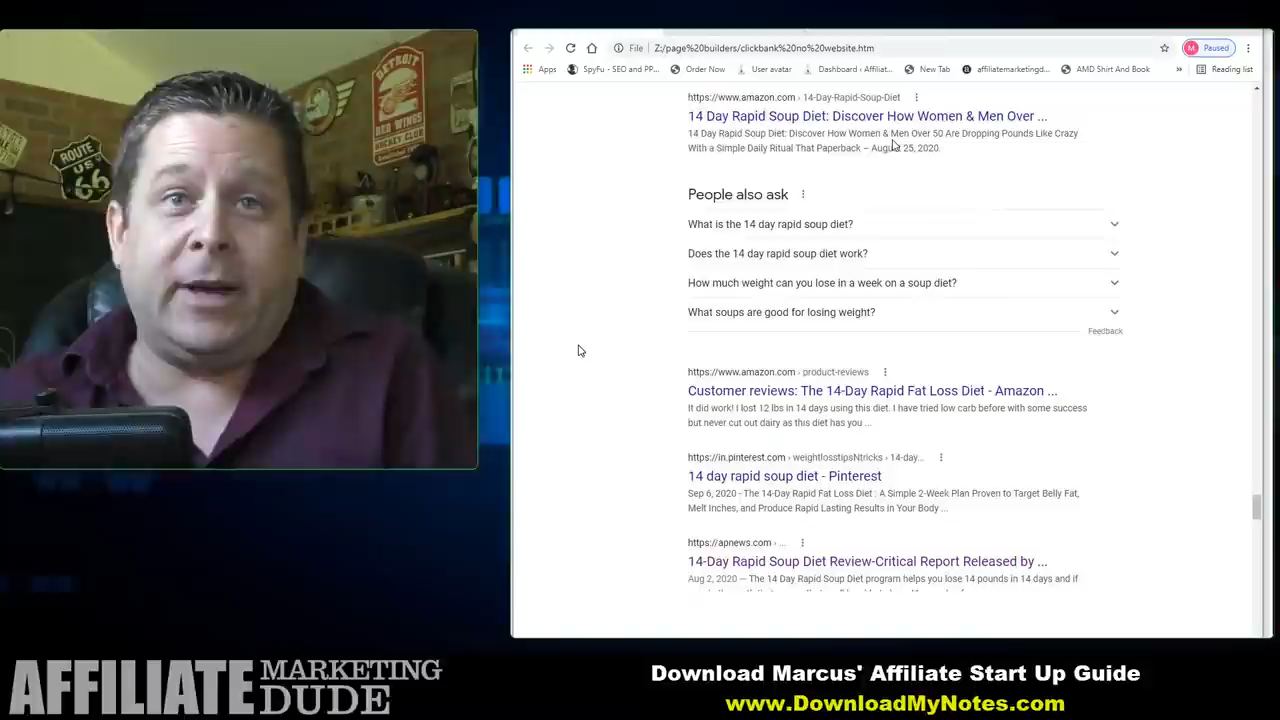 DETROIT
RED WINGS
HOCKEY CLUB
ROUTE
US
66
File
Z:/page%20builders/clickbank%20no%20website.htm
M
Paused
Apps
SpyFu - SEO and PP...
Order Now
User avatar
Dashboard ‹ Affiliat...
New Tab
affiliatemarketingd...
AMD Shirt And Book
»
Reading list
https://www.amazon.com › 14-Day-Rapid-Soup-Diet
14 Day Rapid Soup Diet: Discover How Women & Men Over ...
14 Day Rapid Soup Diet: Discover How Women & Men Over 50 Are Dropping Pounds Like Crazy
With a Simple Daily Ritual That Paperback – August 25, 2020.
People also ask
What is the 14 day rapid soup diet?
Does the 14 day rapid soup diet work?
How much weight can you lose in a week on a soup diet?
What soups are good for losing weight?
Feedback
https://www.amazon.com › product-reviews
Customer reviews: The 14-Day Rapid Fat Loss Diet - Amazon ...
It did work! I lost 12 lbs in 14 days using this diet. I have tried low carb before with some success
but never cut out dairy as this diet has you ...
https://in.pinterest.com › weightlosstipsNtricks › 14-day...
14 day rapid soup diet - Pinterest
Sep 6, 2020 - The 14-Day Rapid Fat Loss Diet : A Simple 2-Week Plan Proven to Target Belly Fat,
Melt Inches, and Produce Rapid Lasting Results in Your Body ...
https://apnews.com › ...
14-Day Rapid Soup Diet Review-Critical Report Released by ...
Aug 2, 2020 — The 14 Day Rapid Soup Diet program helps you lose 14 pounds in 14 days and if
AFFILIATE MARKETING DUDE
Download Marcus' Affiliate Start Up Guide
www.DownloadMyNotes.com